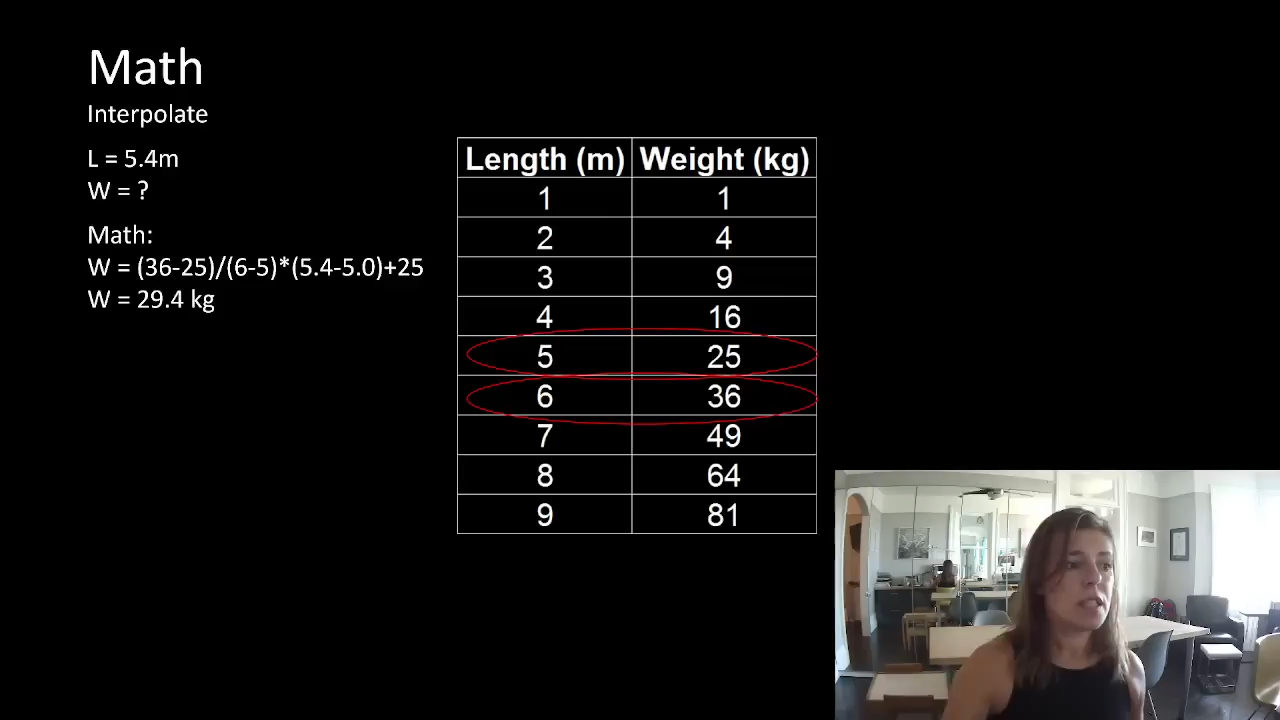 Math
Interpolate
L = 5.4m
W = ?
Math:
W = (36-25)/(6-5)*(5.4-5.0)+25
W = 29.4 kg
Length (m) Weight (kg)
1 1
2 4
3 9
4 16
5 25
6 36
7 49
8 64
9 81